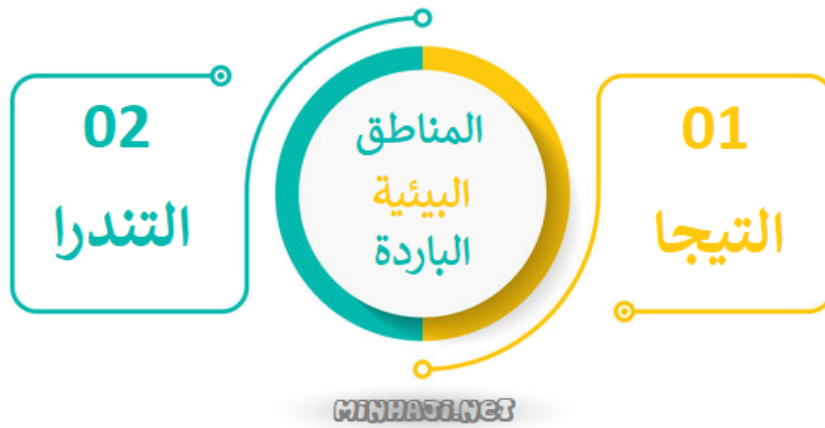 المناطق
البيئية
الباردة
01
التيجا
02
التندرا
MINHAJI.NET